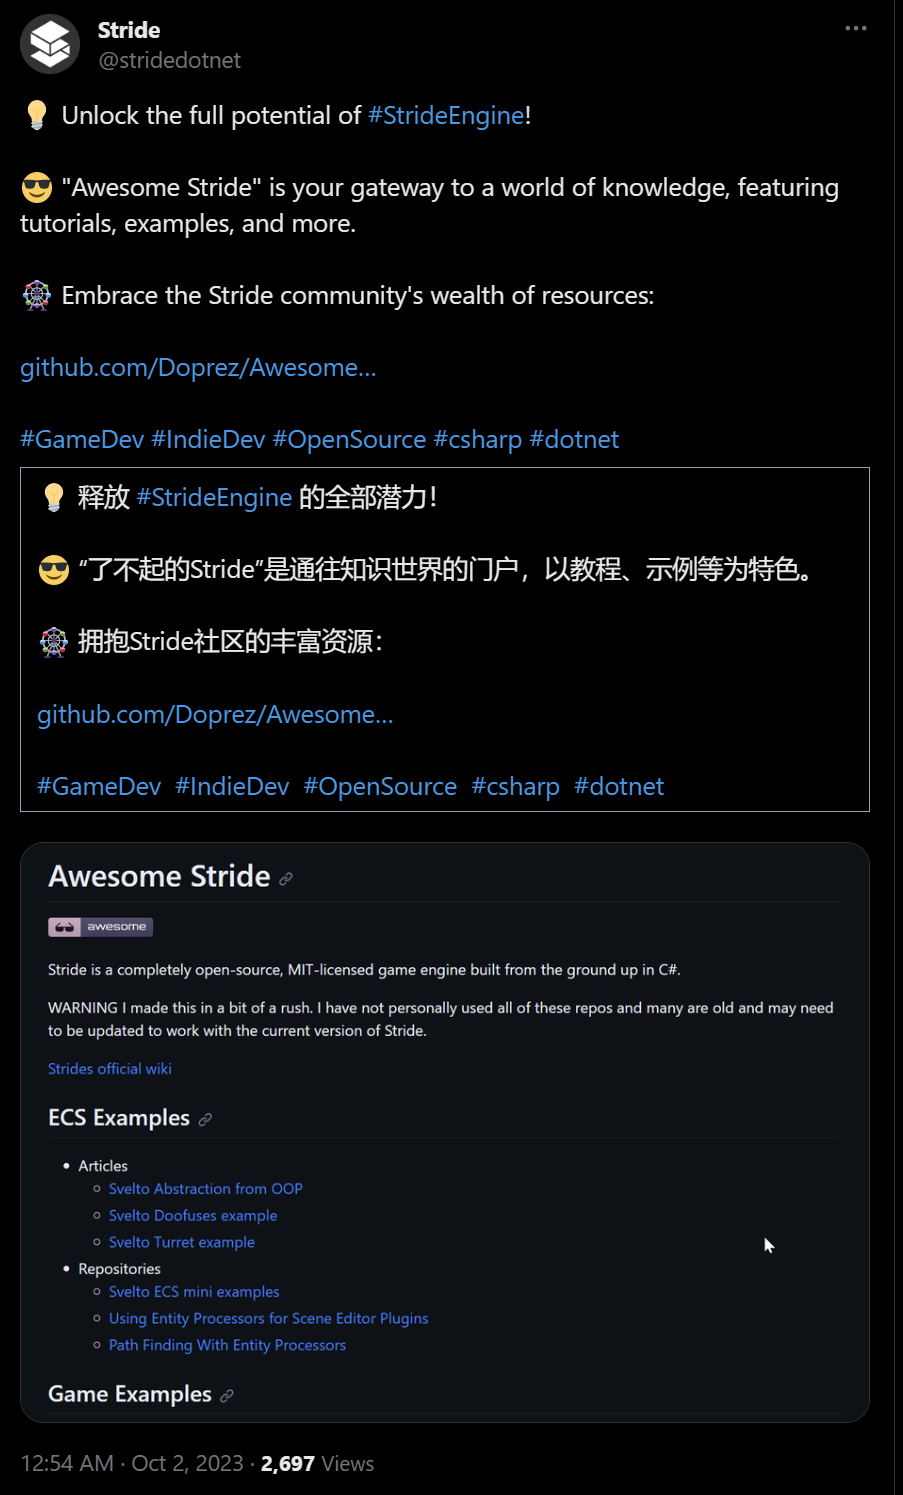 Stride
@stridedotnet
💡 Unlock the full potential of #StrideEngine!
😎 "Awesome Stride" is your gateway to a world of knowledge, featuring
tutorials, examples, and more.
🎡 Embrace the Stride community's wealth of resources:
github.com/Doprez/Awesome…
#GameDev #IndieDev #OpenSource #csharp #dotnet
💡 释放 #StrideEngine 的全部潜力！
😎 “了不起的Stride”是通往知识世界的门户，以教程、示例等为特色。
🎡 拥抱Stride社区的丰富资源：
github.com/Doprez/Awesome…
#GameDev #IndieDev #OpenSource #csharp #dotnet
Awesome Stride
awesome
Stride is a completely open-source, MIT-licensed game engine built from the ground up in C#.
WARNING I made this in a bit of a rush. I have not personally used all of these repos and many are old and may need
to be updated to work with the current version of Stride.
Strides official wiki
ECS Examples
• Articles
○ Svelto Abstraction from OOP
○ Svelto Doofuses example
○ Svelto Turret example
• Repositories
○ Svelto ECS mini examples
○ Using Entity Processors for Scene Editor Plugins
○ Path Finding With Entity Processors
Game Examples
12:54 AM · Oct 2, 2023 · 2,697 Views